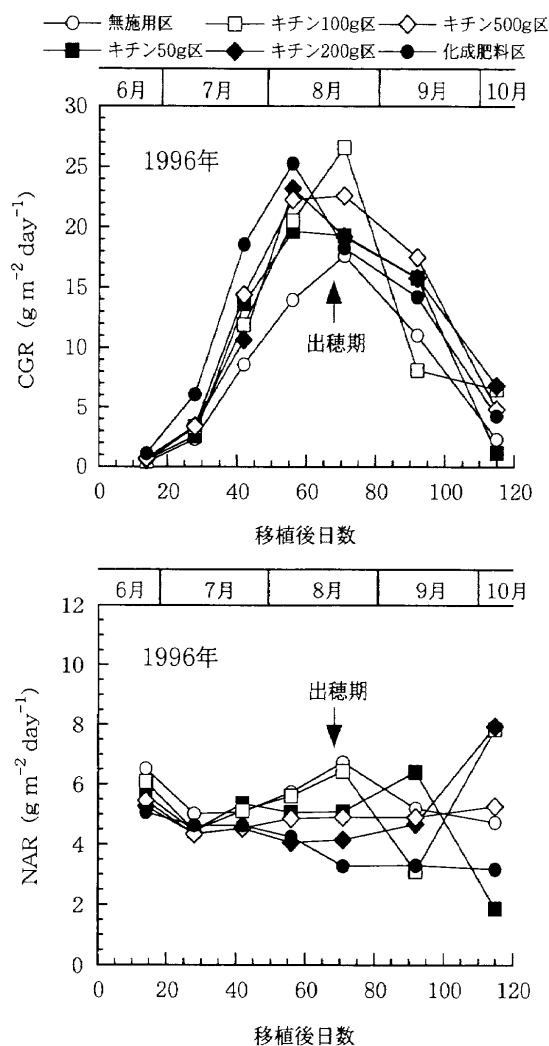 無施用区 キチン100g区 キチン500g区
キチン50g区 キチン200g区 化成肥料区
6月 7月 8月 9月 10月
30
25
20
15
10
5
0
1996年
出穂期
CGR (g m⁻² day⁻¹)
0 20 40 60 80 100 120
移植後日数
6月 7月 8月 9月 10月
12
10
8
6
4
2
0
1996年
出穂期
NAR (g m⁻² day⁻¹)
0 20 40 60 80 100 120
移植後日数